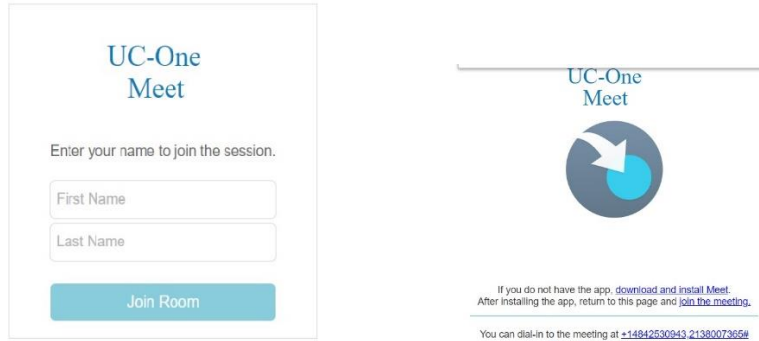 UC-One
Meet
Enter your name to join the session.
First Name
Last Name
Join Room
UC-One
Meet
If you do not have the app, download and install Meet.
After installing the app, return to this page and join the meeting.
You can dial-in to the meeting at +14842530943,2138007365#